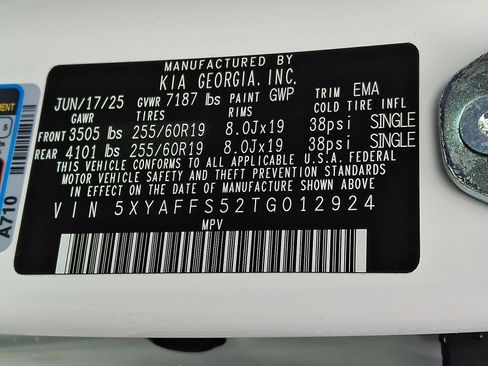 MANUFACTURED BY
KIA GEORGIA, INC.
JUN/17/25 GVWR 7187 lbs PAINT GWP TRIM EMA
GAWR TIRES RIMS COLD TIRE INFL
FRONT 3505 lbs 255/60R19 8.0Jx19 38psi SINGLE
REAR 4101 lbs 255/60R19 8.0Jx19 38psi SINGLE
THIS VEHICLE CONFORMS TO ALL APPLICABLE U.S.A. FEDERAL
MOTOR VEHICLE SAFETY AND THEFT PREVENTION STANDARDS
IN EFFECT ON THE DATE OF MANUFACTURE SHOWN ABOVE
VIN 5XYAFFS52TG012924
MPV
A710